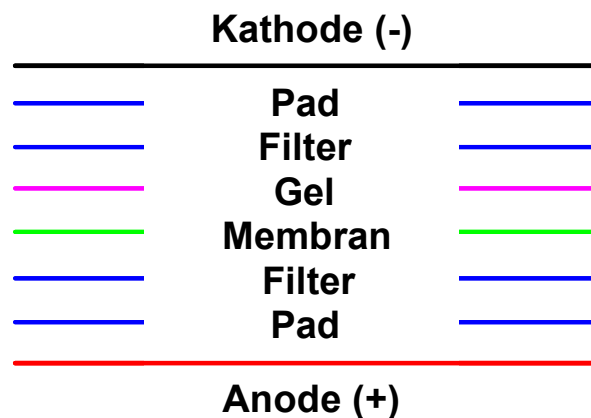 Kathode (-)
Pad
Filter
Gel
Membran
Filter
Pad
Anode (+)